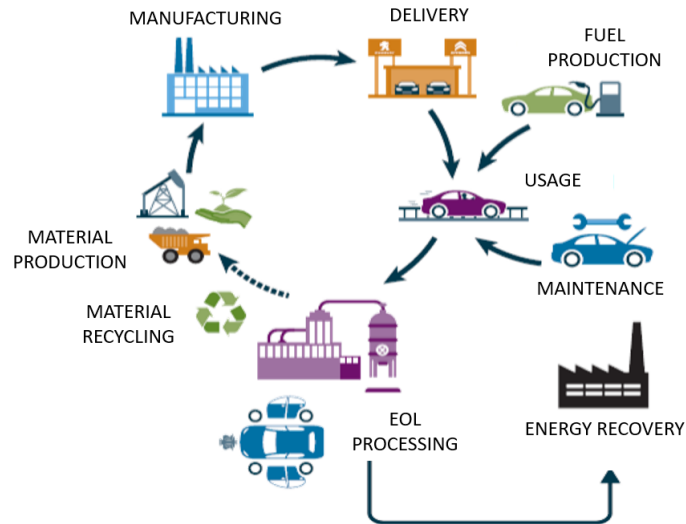 MANUFACTURING
DELIVERY
FUEL
PRODUCTION
USAGE
MATERIAL
PRODUCTION
MAINTENANCE
MATERIAL
RECYCLING
EOL
PROCESSING
ENERGY RECOVERY